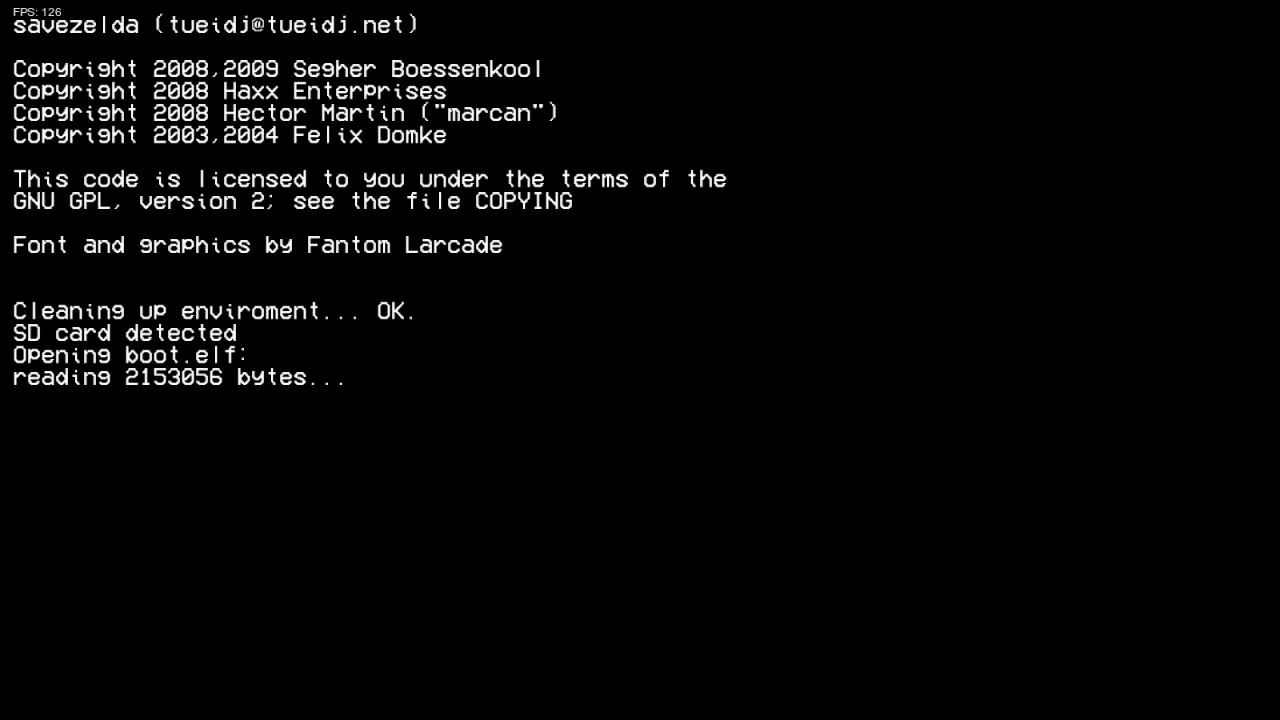 FPS: 126
savezelda (tueidj@tueidj.net)
Copyright 2008,2009 Segher Boessenkool
Copyright 2008 Haxx Enterprises
Copyright 2008 Hector Martin ("marcan")
Copyright 2003,2004 Felix Domke
This code is licensed to you under the terms of the
GNU GPL, version 2; see the file COPYING
Font and graphics by Fantom Larcade
Cleaning up enviroment... OK.
SD card detected
Opening boot.elf:
reading 2153056 bytes...